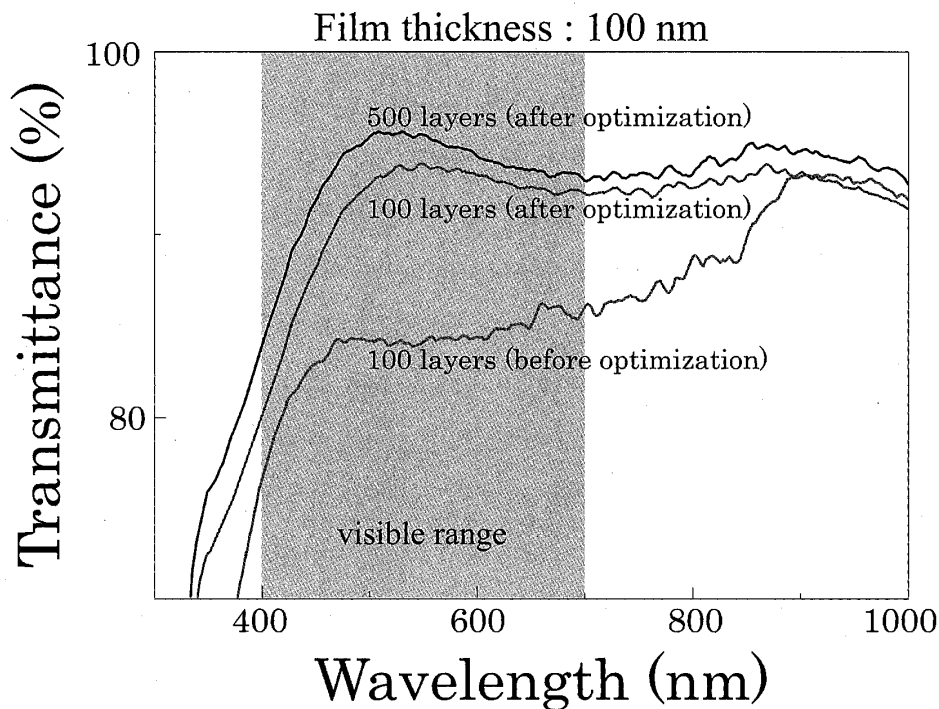 Film thickness : 100 nm
100
500 layers (after optimization)
100 layers (after optimization)
100 layers (before optimization)
80
visible range
400
600
800
1000
Transmittance (%)
Wavelength (nm)